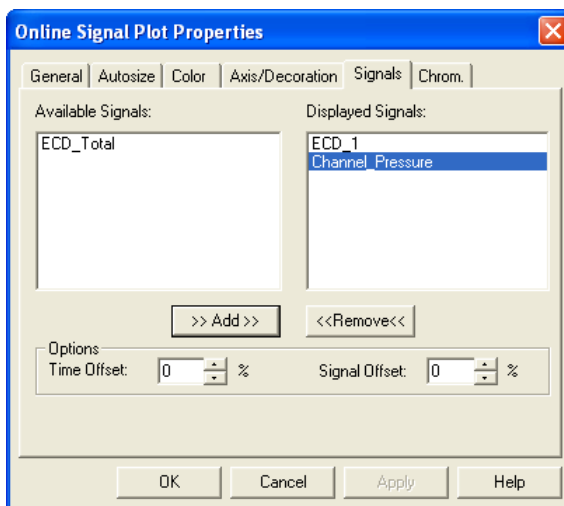 Online Signal Plot Properties
General Autosize Color Axis/Decoration Signals Chrom.
Available Signals: Displayed Signals:
ECD_Total ECD_1
Channel_Pressure
>> Add >> <<Remove<<
Options
Time Offset: 0 % Signal Offset: 0 %
OK Cancel Apply Help